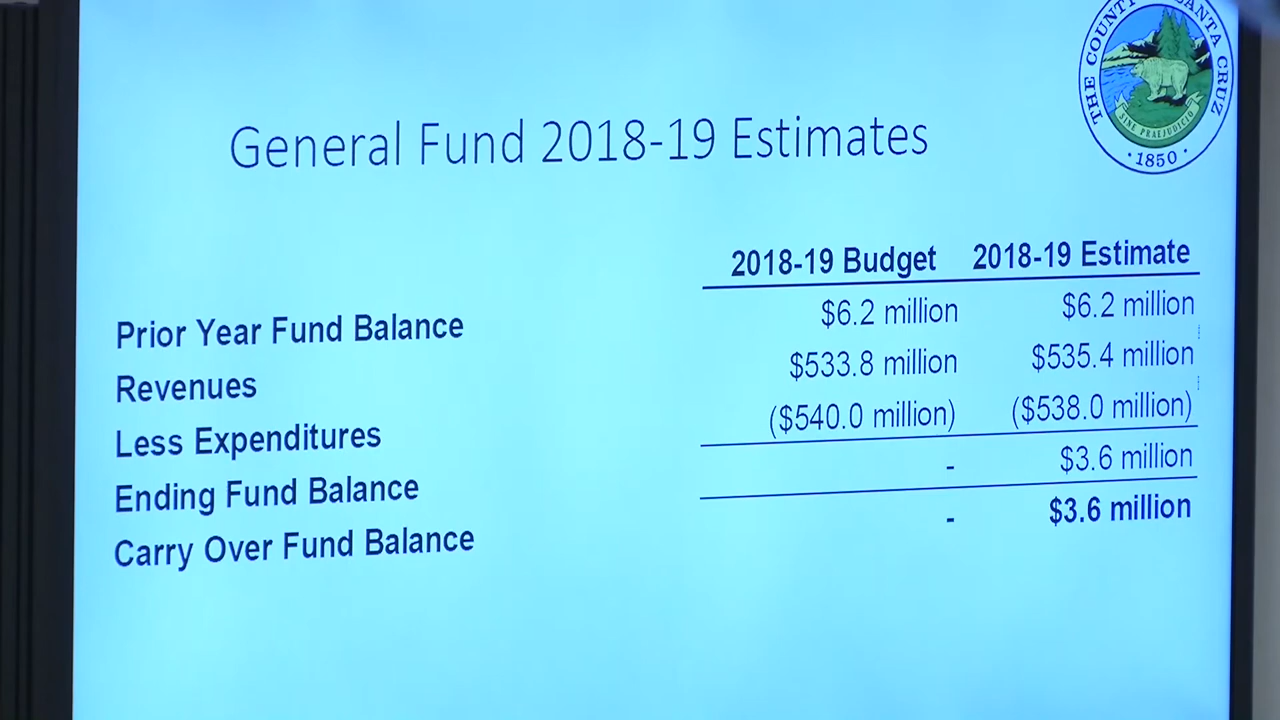 THE COUNTY SANTA CRUZ
SINE PRAEJUDICIO
· 1850 ·
General Fund 2018-19 Estimates
2018-19 Budget 2018-19 Estimate
Prior Year Fund Balance $6.2 million $6.2 million
Revenues $533.8 million $535.4 million
Less Expenditures ($540.0 million) ($538.0 million)
Ending Fund Balance - $3.6 million
Carry Over Fund Balance - $3.6 million